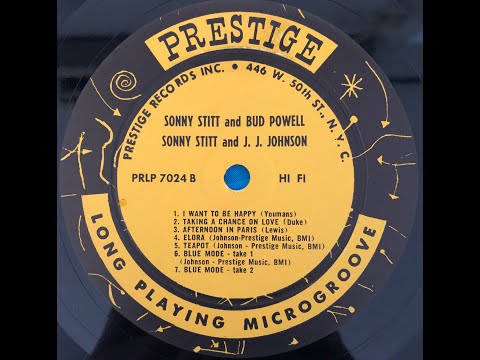 PRESTIGE
PRESTIGE RECORDS INC. • 446 W. 50th ST., N. Y. C.
SONNY STITT and BUD POWELL
SONNY STITT and J. J. JOHNSON
PRLP 7024 B HI FI
1. I WANT TO BE HAPPY (Youmans)
2. TAKING A CHANCE ON LOVE (Duke)
3. AFTERNOON IN PARIS (Lewis)
4. ELORA (Johnson-Prestige Music, BMI)
5. TEAPOT (Johnson - Prestige Music, BMI)
6. BLUE MODE - take 1
(Johnson - Prestige Music, BMI)
7. BLUE MODE - take 2
LONG PLAYING MICROGROOVE